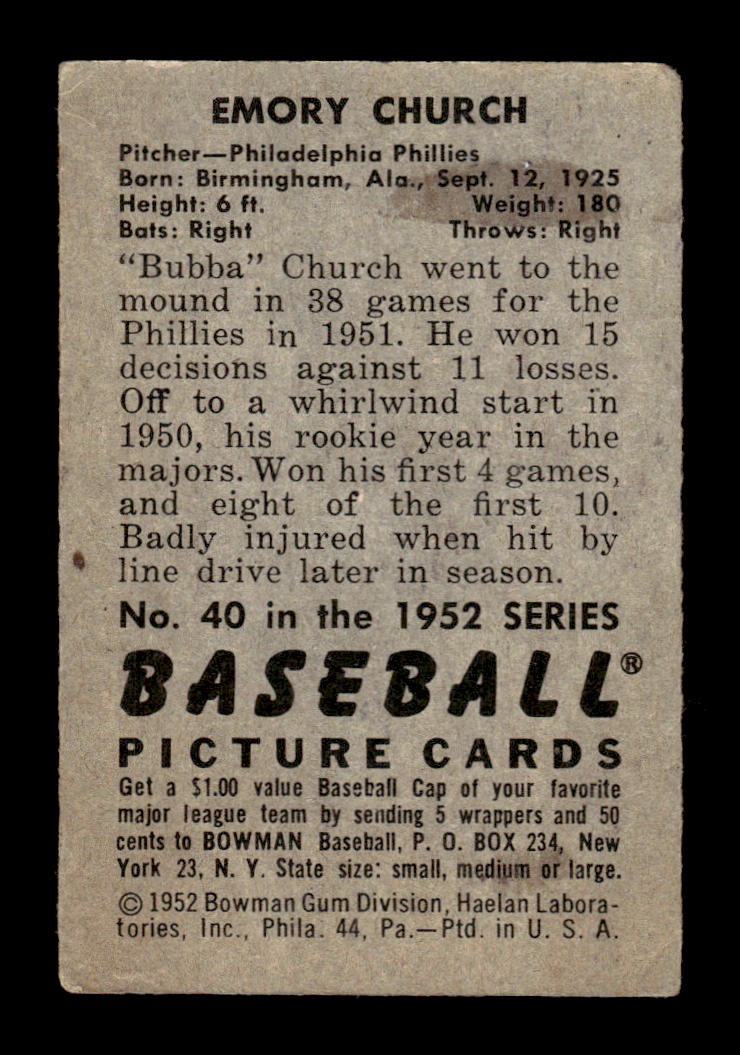 EMORY CHURCH
Pitcher—Philadelphia Phillies
Born: Birmingham, Ala., Sept. 12, 1925
Height: 6 ft. Weight: 180
Bats: Right Throws: Right
“Bubba” Church went to the
mound in 38 games for the
Phillies in 1951. He won 15
decisions against 11 losses.
Off to a whirlwind start in
1950, his rookie year in the
majors. Won his first 4 games,
and eight of the first 10.
Badly injured when hit by
line drive later in season.
No. 40 in the 1952 SERIES
BASEBALL®
PICTURE CARDS
Get a $1.00 value Baseball Cap of your favorite
major league team by sending 5 wrappers and 50
cents to BOWMAN Baseball, P. O. BOX 234, New
York 23, N. Y. State size: small, medium or large.
© 1952 Bowman Gum Division, Haelan Labora-
tories, Inc., Phila. 44, Pa.—Ptd. in U. S. A.